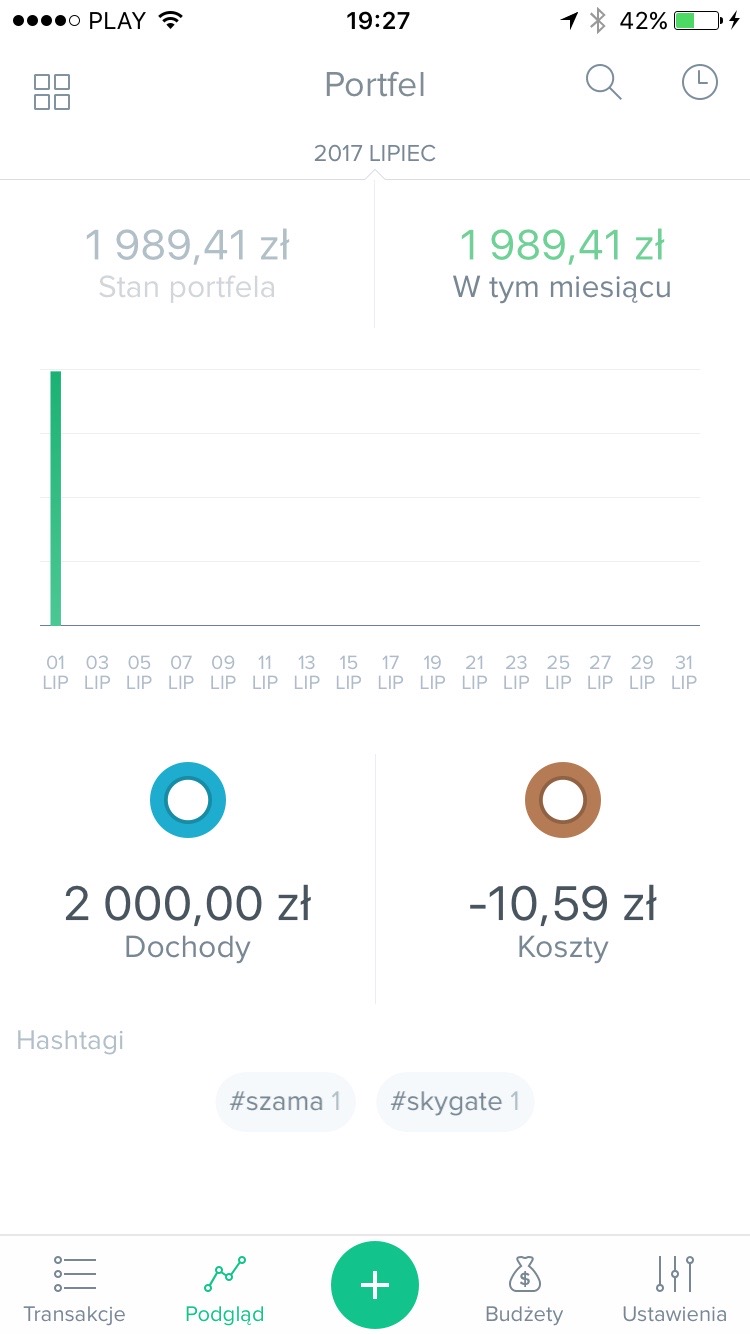 PLAY 19:27 42%
Portfel
2017 LIPIEC
1 989,41 zł 1 989,41 zł
Stan portfela W tym miesiącu
01 03 05 07 09 11 13 15 17 19 21 23 25 27 29 31
LIP LIP LIP LIP LIP LIP LIP LIP LIP LIP LIP LIP LIP LIP LIP LIP
2 000,00 zł -10,59 zł
Dochody Koszty
Hashtagi
#szama 1 #skygate 1
$
+
Transakcje Podgląd Budżety Ustawienia